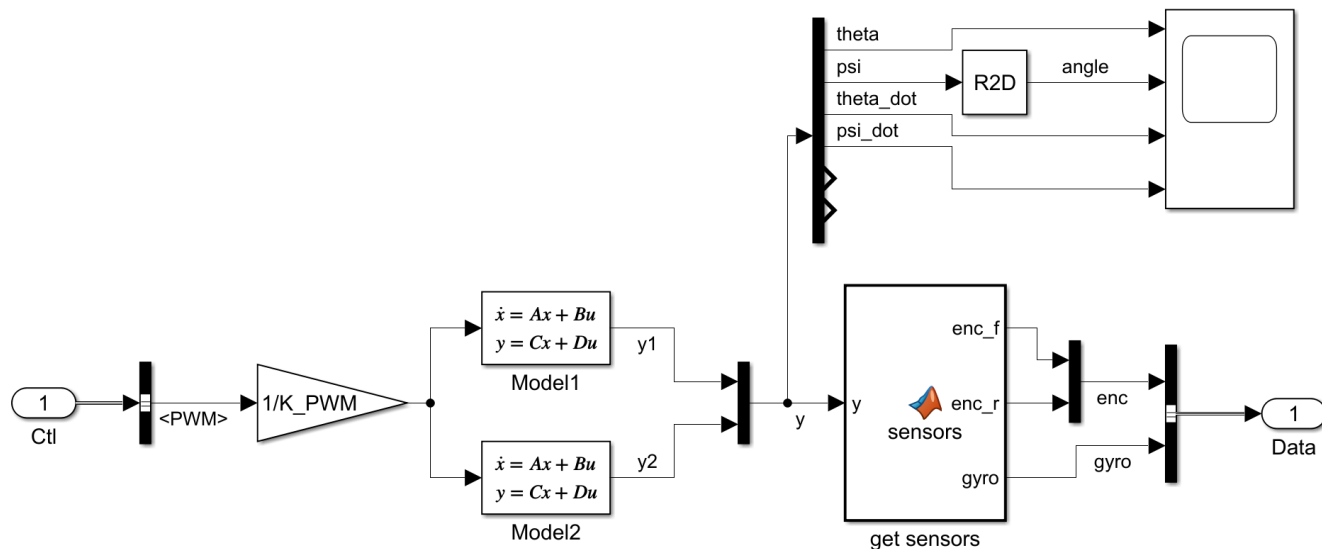 theta
psi
R2D
angle
theta_dot
psi_dot
1
Ctl
<PWM>
1/K_PWM
ẋ = Ax + Bu
y = Cx + Du
Model1
y1
ẋ = Ax + Bu
y = Cx + Du
Model2
y2
y
y
sensors
enc_f
enc_r
gyro
get sensors
enc
gyro
1
Data